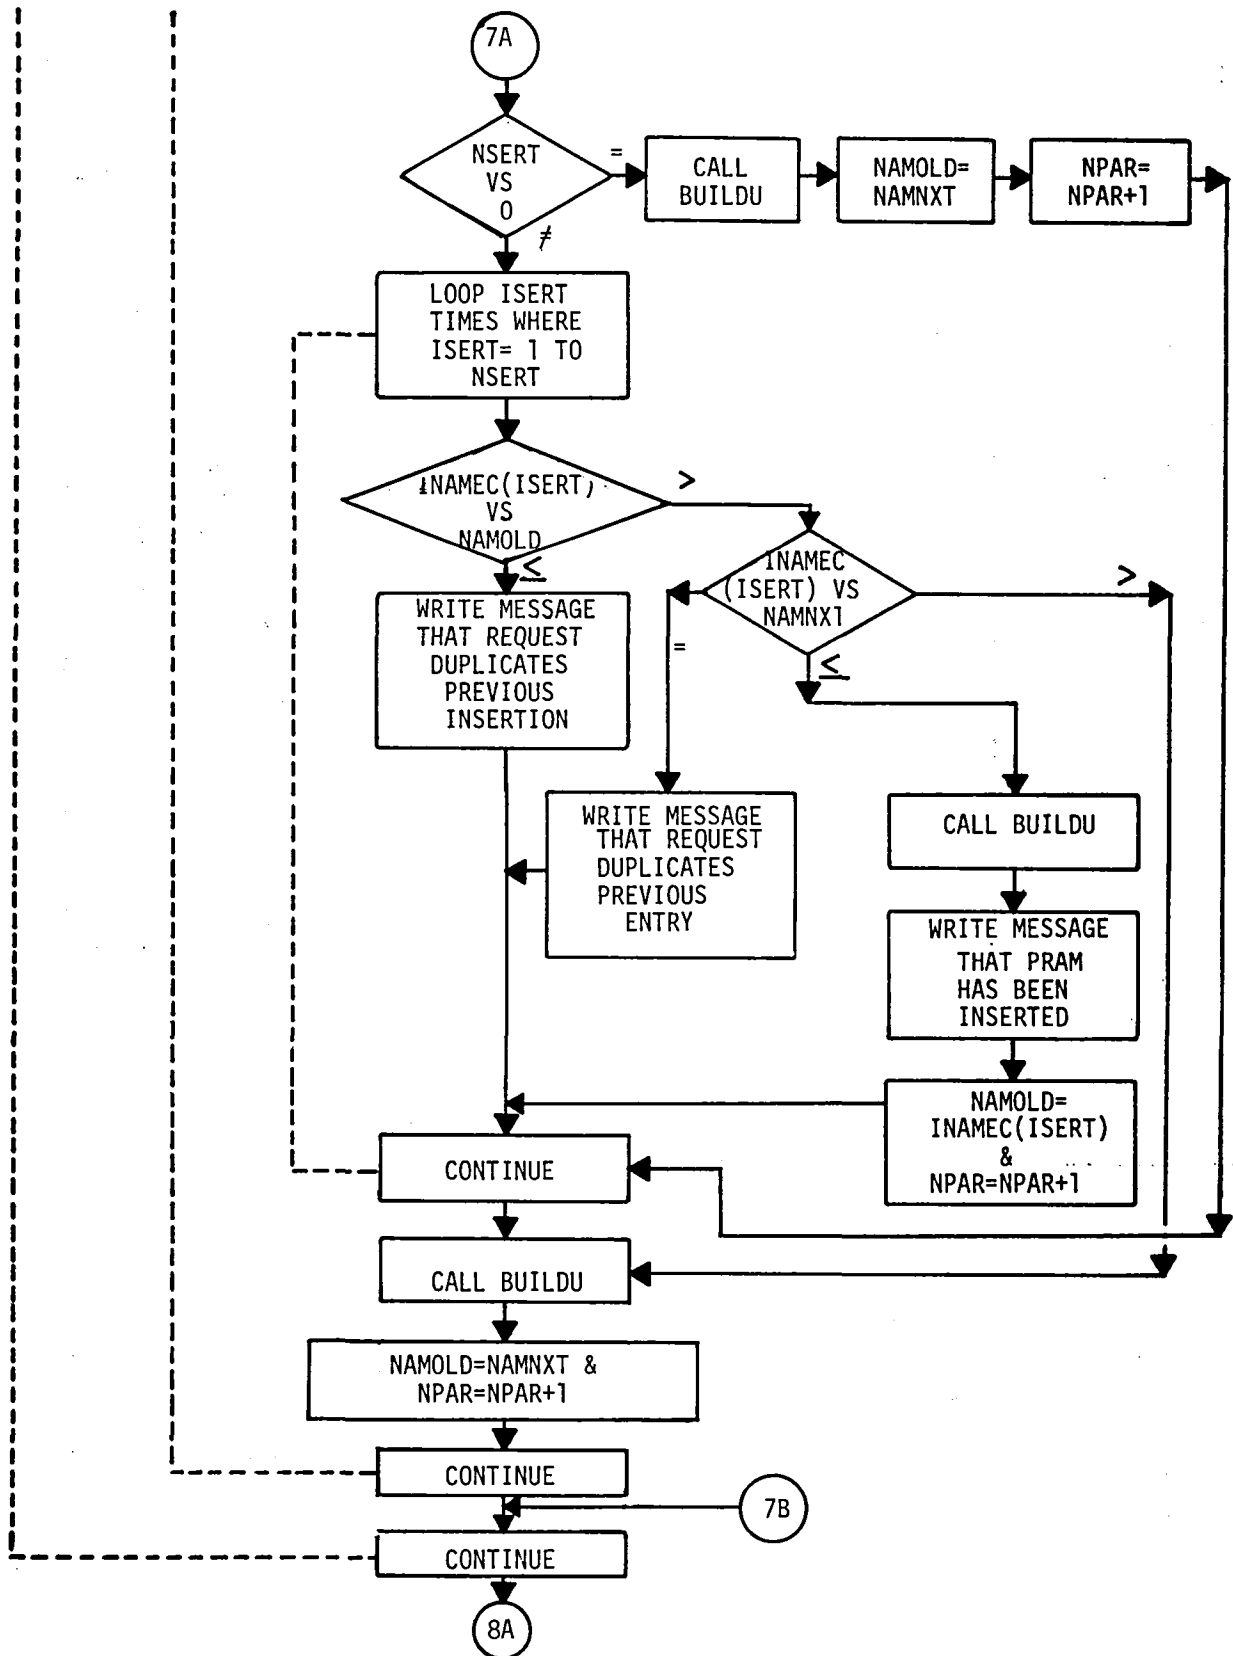 7A
NSERT
VS
0
=
≠
CALL
BUILDU
NAMOLD=
NAMNXT
NPAR=
NPAR+1
LOOP ISERT
TIMES WHERE
ISERT= 1 TO
NSERT
INAMEC(ISERT)
VS
NAMOLD
>
≤
INAMEC
(ISERT) VS
NAMNXT
>
=
≤
WRITE MESSAGE
THAT REQUEST
DUPLICATES
PREVIOUS
INSERTION
WRITE MESSAGE
THAT REQUEST
DUPLICATES
PREVIOUS
ENTRY
CALL BUILDU
WRITE MESSAGE
THAT PRAM
HAS BEEN
INSERTED
NAMOLD=
INAMEC(ISERT)
&
NPAR=NPAR+1
CONTINUE
CALL BUILDU
NAMOLD=NAMNXT &
NPAR=NPAR+1
CONTINUE
7B
CONTINUE
8A